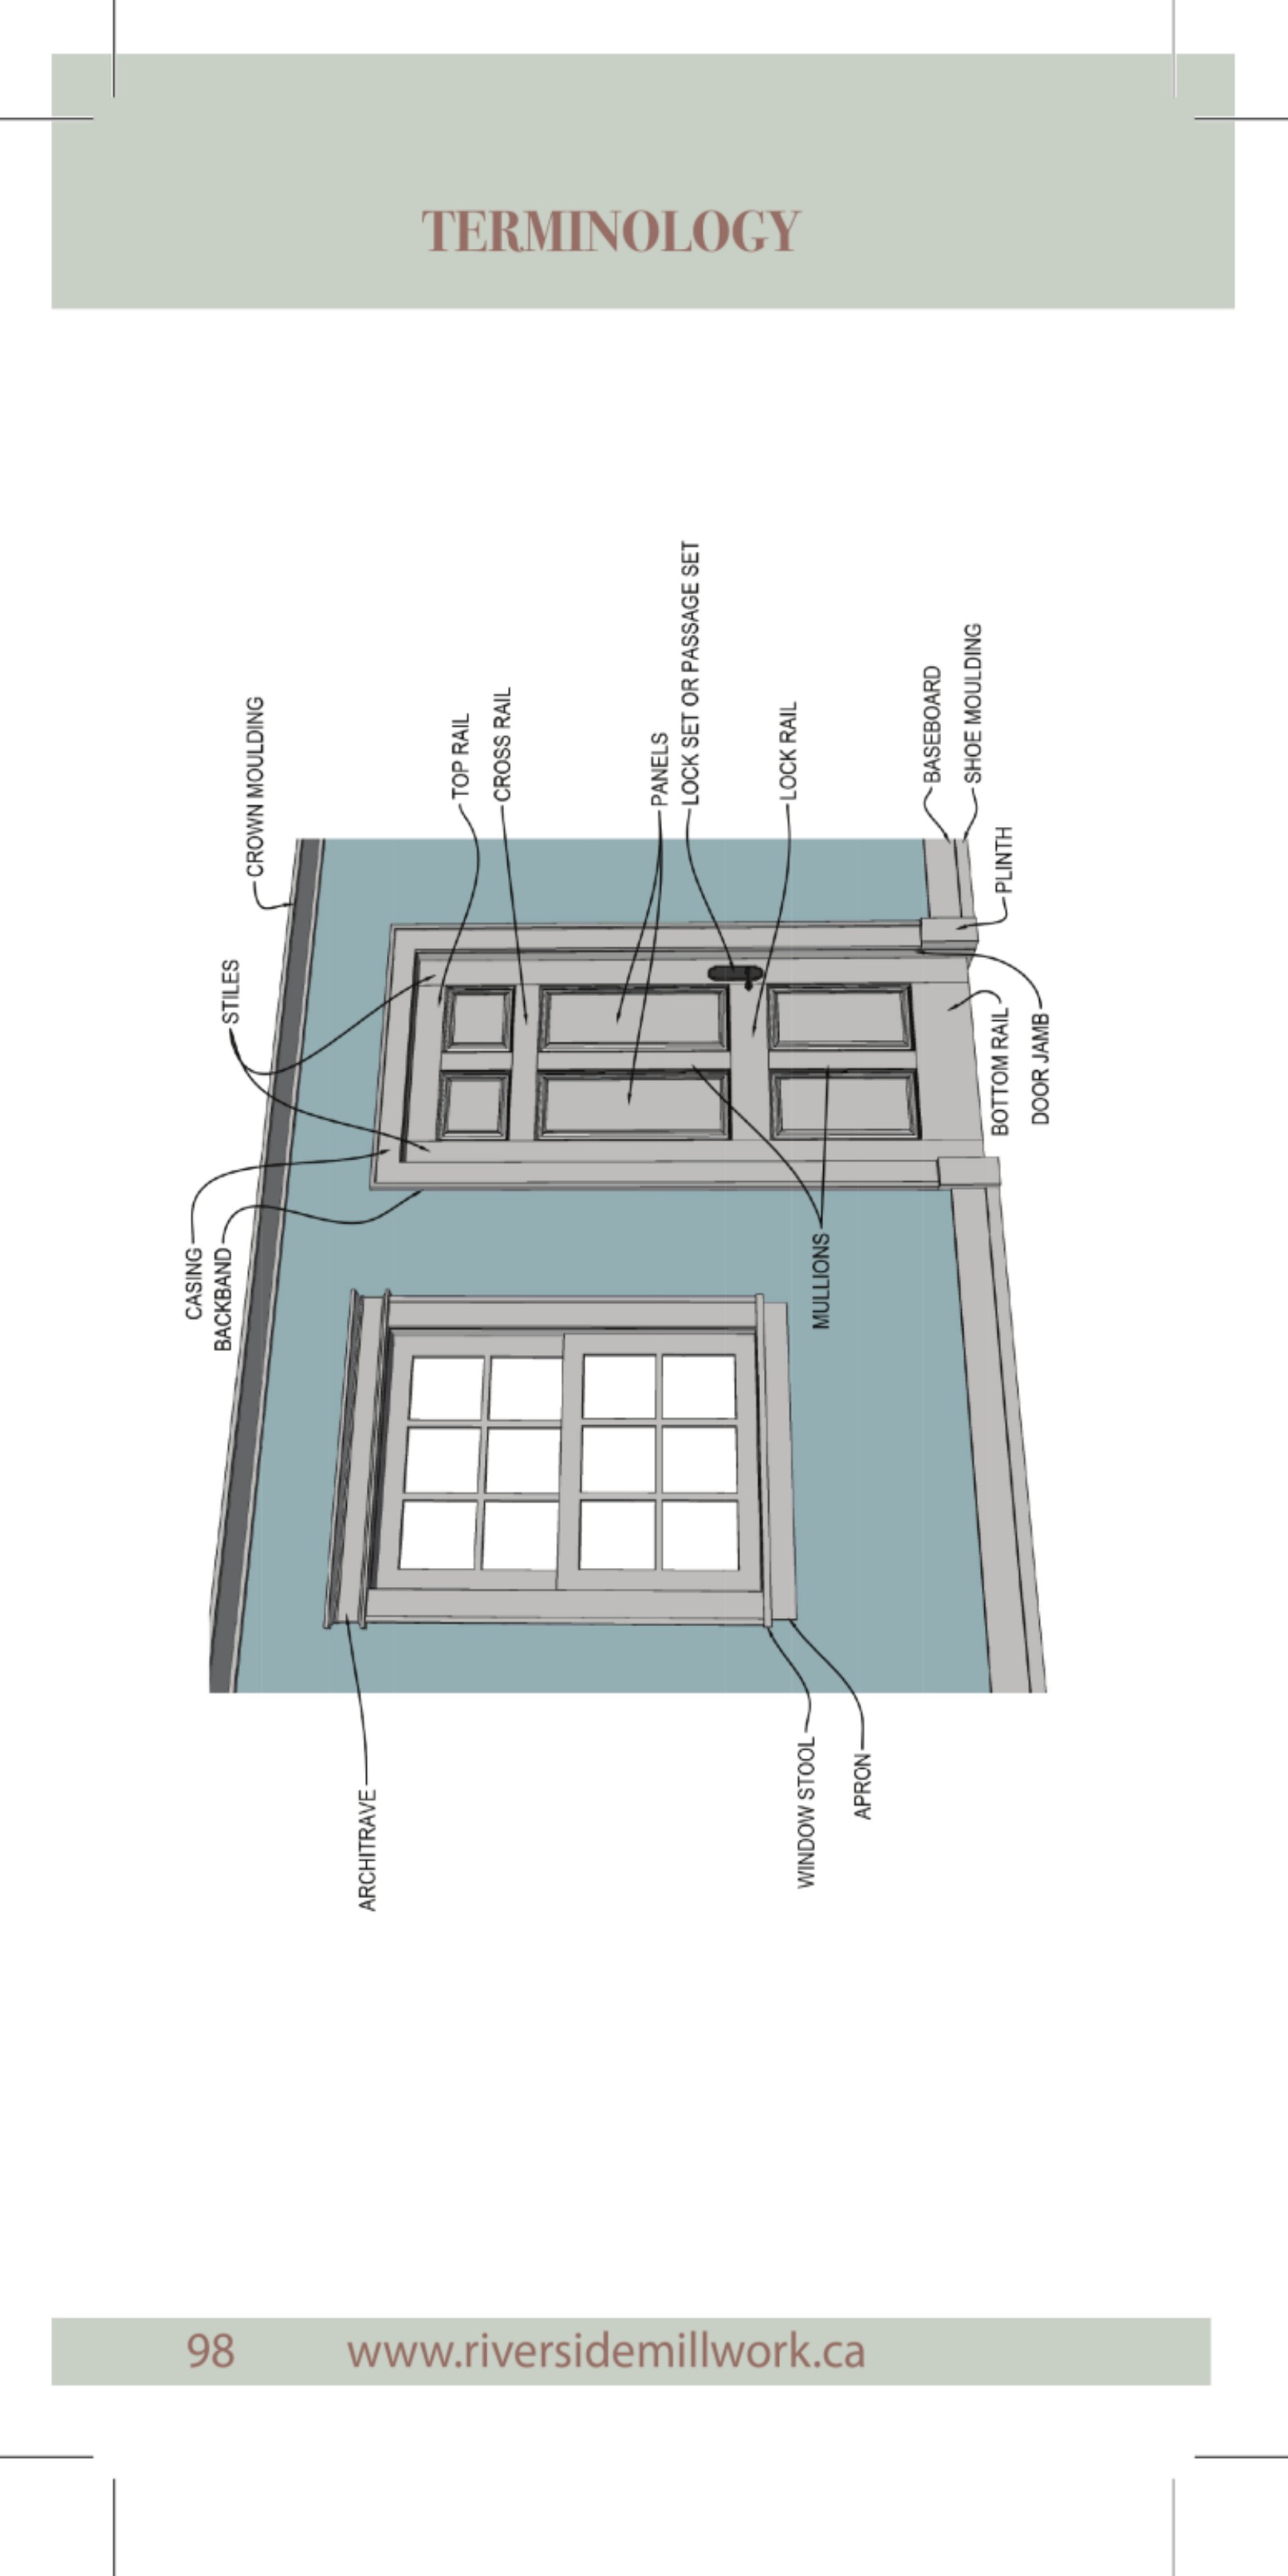 TERMINOLOGY
CROWN MOULDING
STILES
CASING
BACKBAND
TOP RAIL
CROSS RAIL
PANELS
LOCK SET OR PASSAGE SET
LOCK RAIL
BASEBOARD
SHOE MOULDING
PLINTH
BOTTOM RAIL
DOOR JAMB
MULLIONS
ARCHITRAVE
WINDOW STOOL
APRON
98 www.riversidemillwork.ca